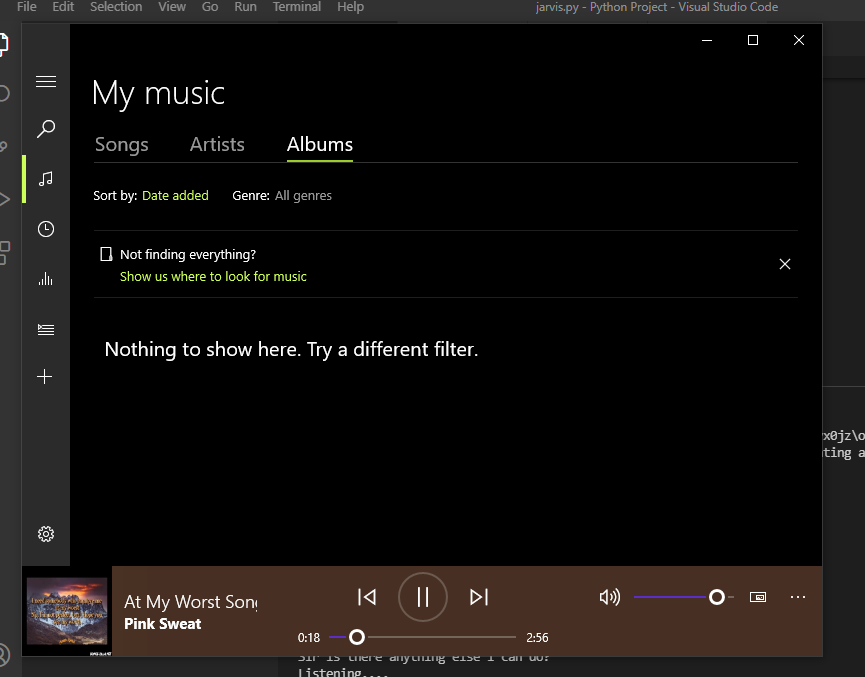 File Edit Selection View Go Run Terminal Help jarvis.py - Python Project - Visual Studio Code
My music
Songs Artists Albums
Sort by: Date added Genre: All genres
Not finding everything?
Show us where to look for music
Nothing to show here. Try a different filter.
x0jz\o
ting a
At My Worst Song
Pink Sweat
0:18 2:56
Sir is there anything else I can do?
Listening....